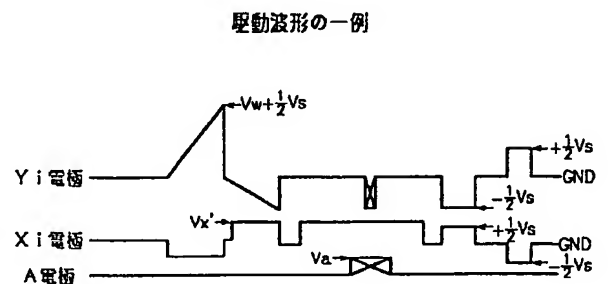 駆動波形の一例
Vw+1/2Vs
+1/2Vs
Yi電極
GND
-1/2Vs
Vx'
+1/2Vs
Xi電極
GND
Va
-1/2Vs
A電極